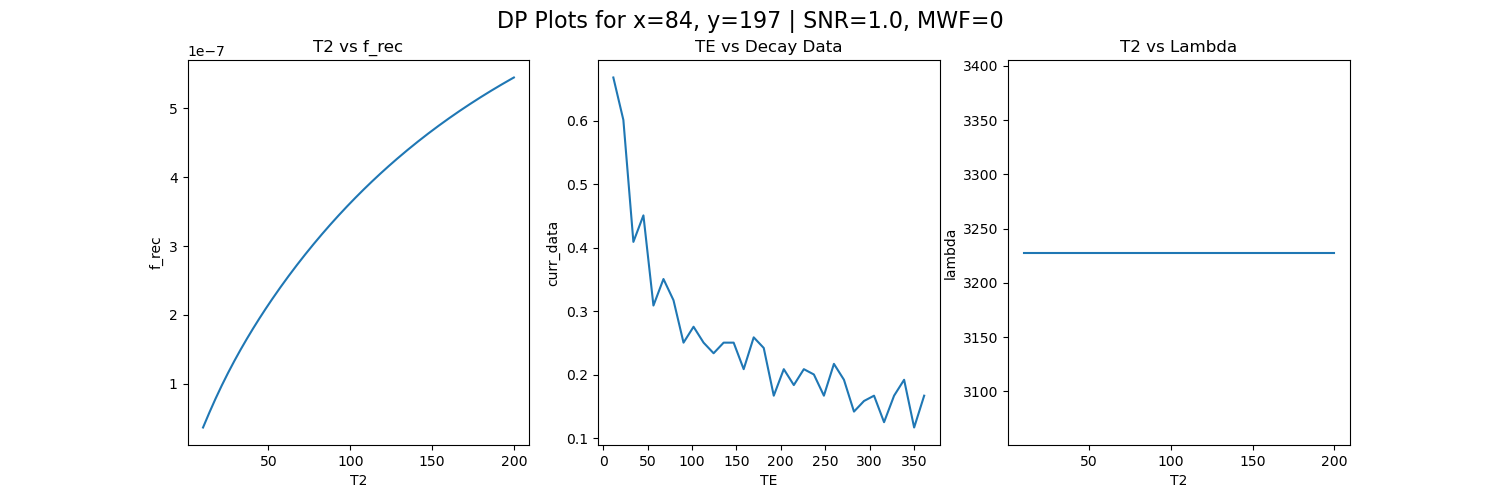 DP Plots for x=84, y=197 | SNR=1.0, MWF=0
T2 vs f_rec
1e−7
5
4
3
2
1
f_rec
50 100 150 200
T2
TE vs Decay Data
0.6
0.5
0.4
0.3
0.2
0.1
curr_data
0 50 100 150 200 250 300 350
TE
T2 vs Lambda
3400
3350
3300
3250
3200
3150
3100
lambda
50 100 150 200
T2